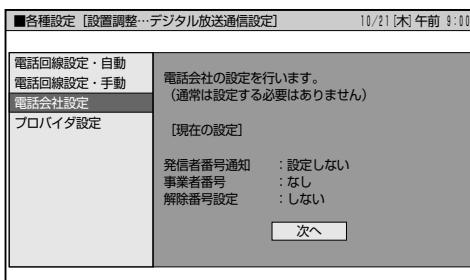 ■各種設定［設置調整…デジタル放送通信設定］ 10/21［木］午前 9:00
電話回線設定・自動
電話回線設定・手動
電話会社設定
プロバイダ設定
電話会社の設定を行います。
（通常は設定する必要はありません）
［現在の設定］
発信者番号通知 ：設定しない
事業者番号 ：なし
解除番号設定 ：しない
次へ